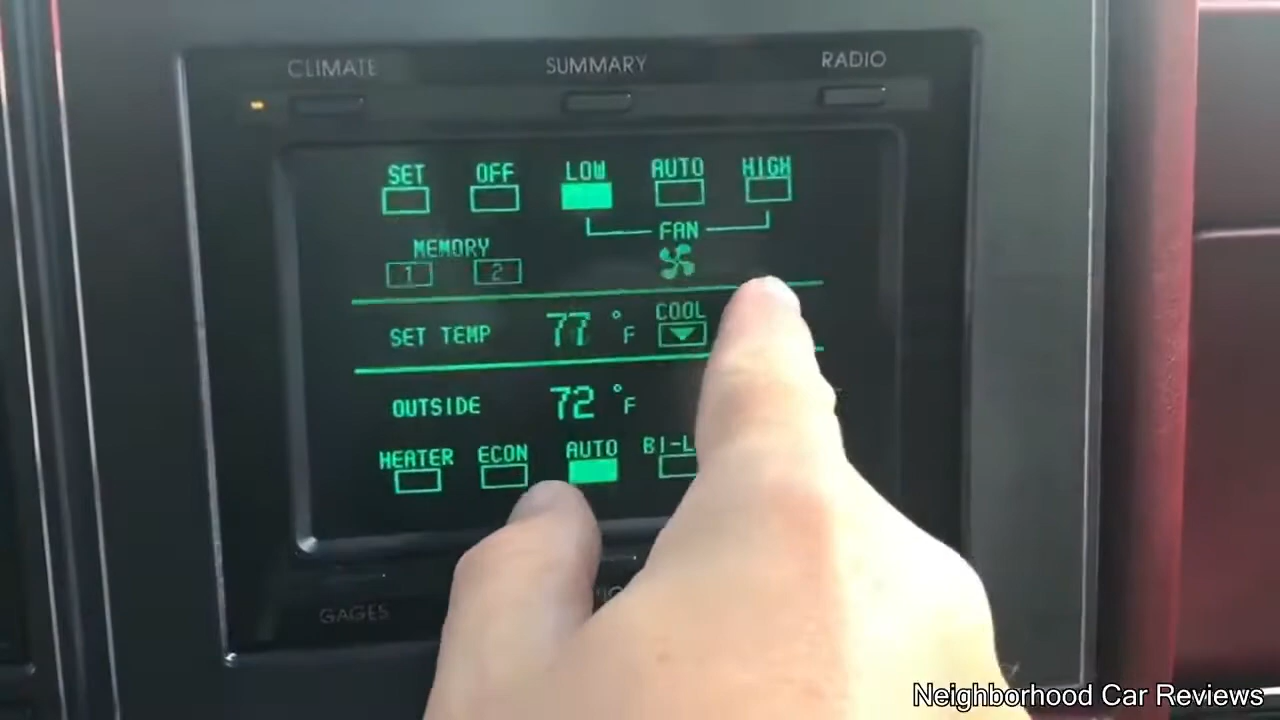 CLIMATE SUMMARY RADIO
SET OFF LOW AUTO HIGH
FAN
MEMORY
1 2
SET TEMP 77 °F COOL
OUTSIDE 72 °F
HEATER ECON AUTO BI-L
GAGES
Neighborhood Car Reviews